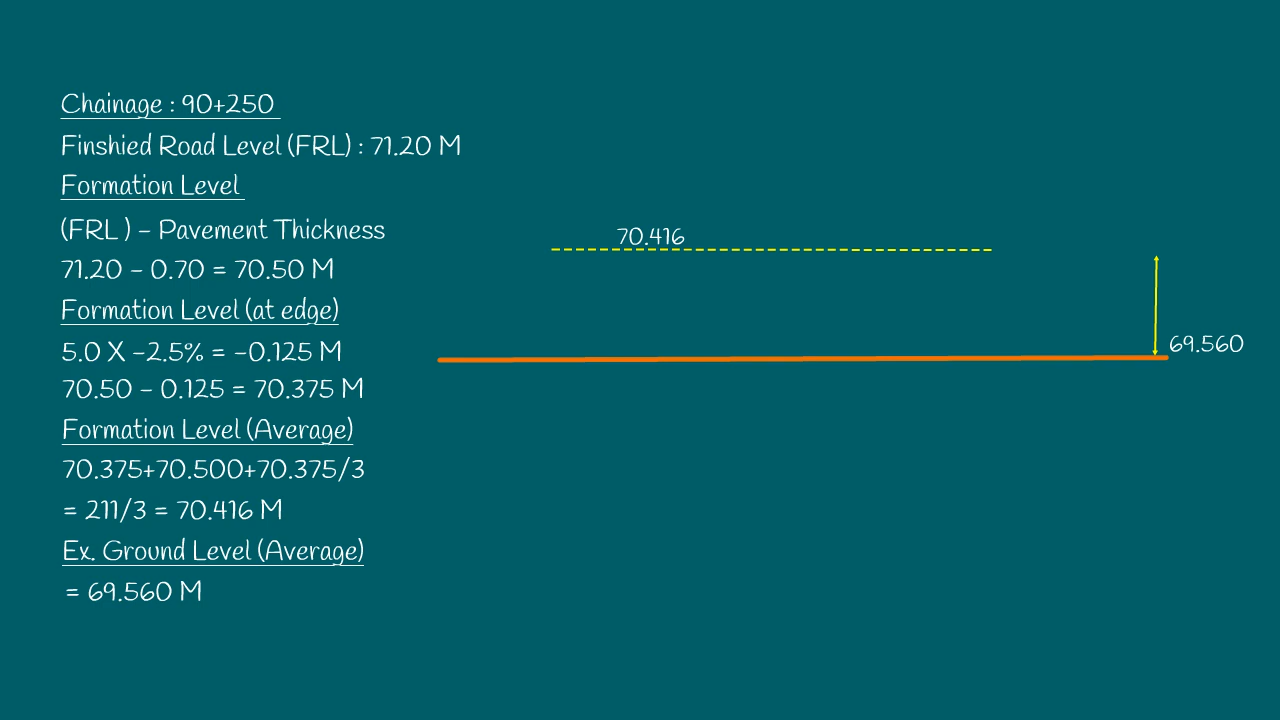 Chainage : 90+250
Finshied Road Level (FRL) : 71.20 M
Formation Level
(FRL ) - Pavement Thickness
71.20 - 0.70 = 70.50 M
Formation Level (at edge)
5.0 X -2.5% = -0.125 M
70.50 - 0.125 = 70.375 M
Formation Level (Average)
70.375+70.500+70.375/3
= 211/3 = 70.416 M
Ex. Ground Level (Average)
= 69.560 M
70.416
69.560